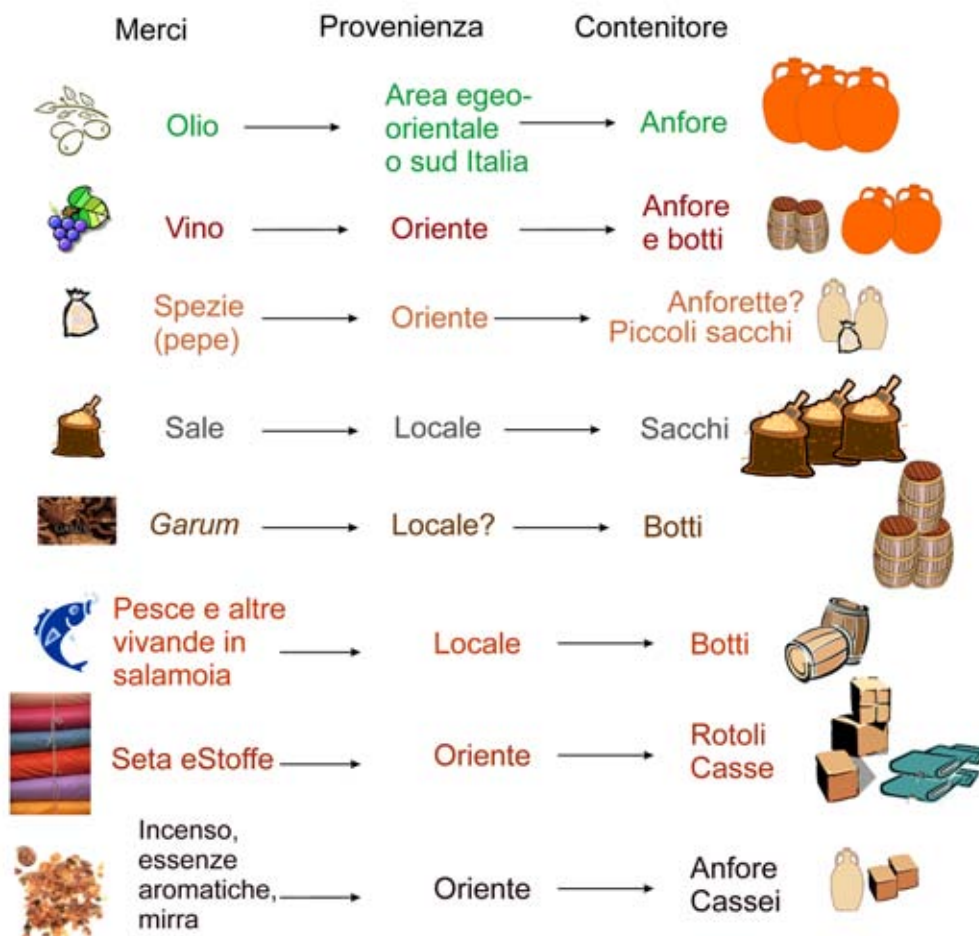 Merci Provenienza Contenitore
Olio
Area egeo-
orientale
o sud Italia
Anfore
Vino
Oriente
Anfore
e botti
Spezie
(pepe)
Oriente
Anforette?
Piccoli sacchi
Sale
Locale
Sacchi
Garum
Locale?
Botti
Pesce e altre
vivande in
salamoia
Locale
Botti
Seta eStoffe
Oriente
Rotoli
Casse
Incenso,
essenze
aromatiche,
mirra
Oriente
Anfore
Cassei